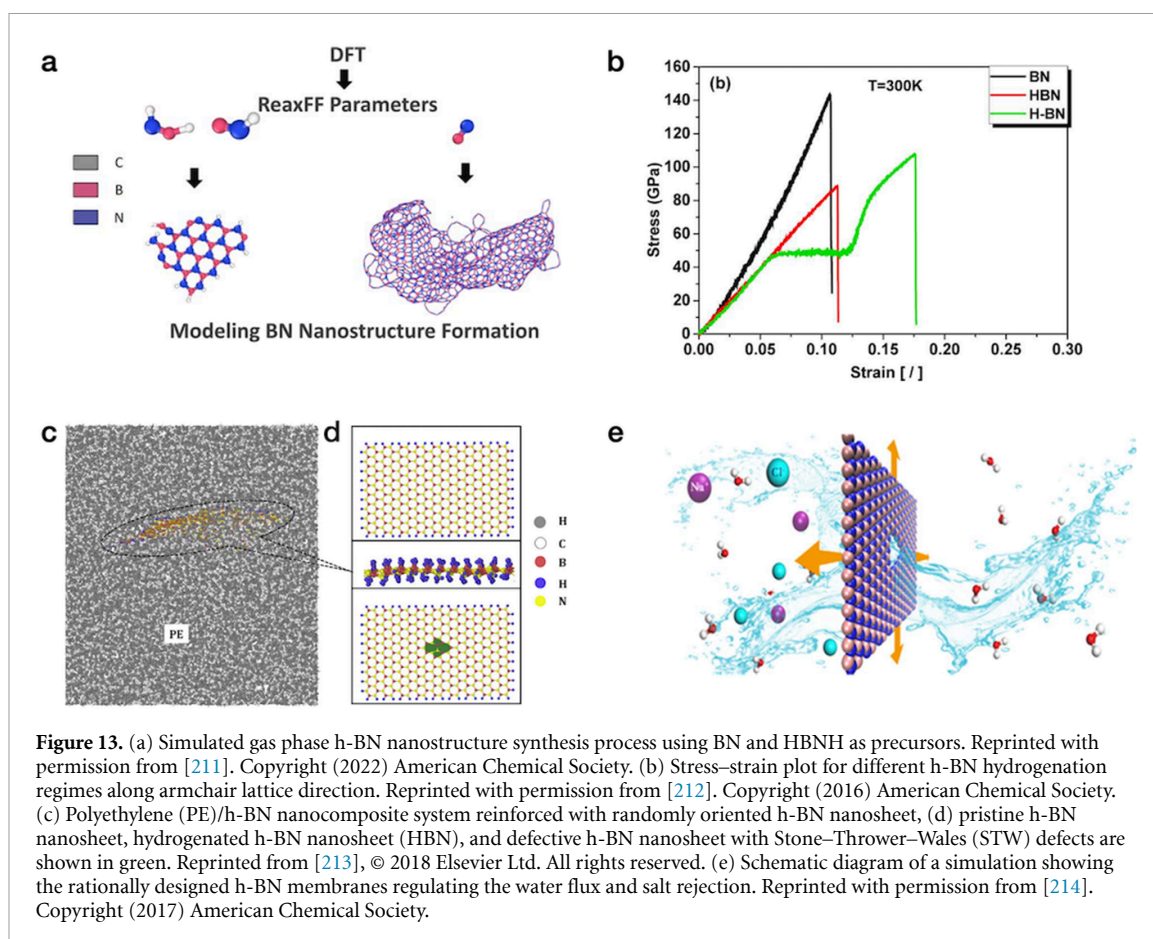 a
DFT
ReaxFF Parameters
C
B
N
Modeling BN Nanostructure Formation
b
(b)
T=300K
BN
HBN
H-BN
160
140
120
100
80
60
40
20
0
Stress (GPa)
0.00 0.05 0.10 0.15 0.20 0.25 0.30
Strain [ / ]
c
PE
d
H
C
B
H
N
e
Na+
Cl
Figure 13. (a) Simulated gas phase h-BN nanostructure synthesis process using BN and HBNH as precursors. Reprinted with
permission from [211]. Copyright (2022) American Chemical Society. (b) Stress–strain plot for different h-BN hydrogenation
regimes along armchair lattice direction. Reprinted with permission from [212]. Copyright (2016) American Chemical Society.
(c) Polyethylene (PE)/h-BN nanocomposite system reinforced with randomly oriented h-BN nanosheet, (d) pristine h-BN
nanosheet, hydrogenated h-BN nanosheet (HBN), and defective h-BN nanosheet with Stone–Thrower–Wales (STW) defects are
shown in green. Reprinted from [213], © 2018 Elsevier Ltd. All rights reserved. (e) Schematic diagram of a simulation showing
the rationally designed h-BN membranes regulating the water flux and salt rejection. Reprinted with permission from [214].
Copyright (2017) American Chemical Society.